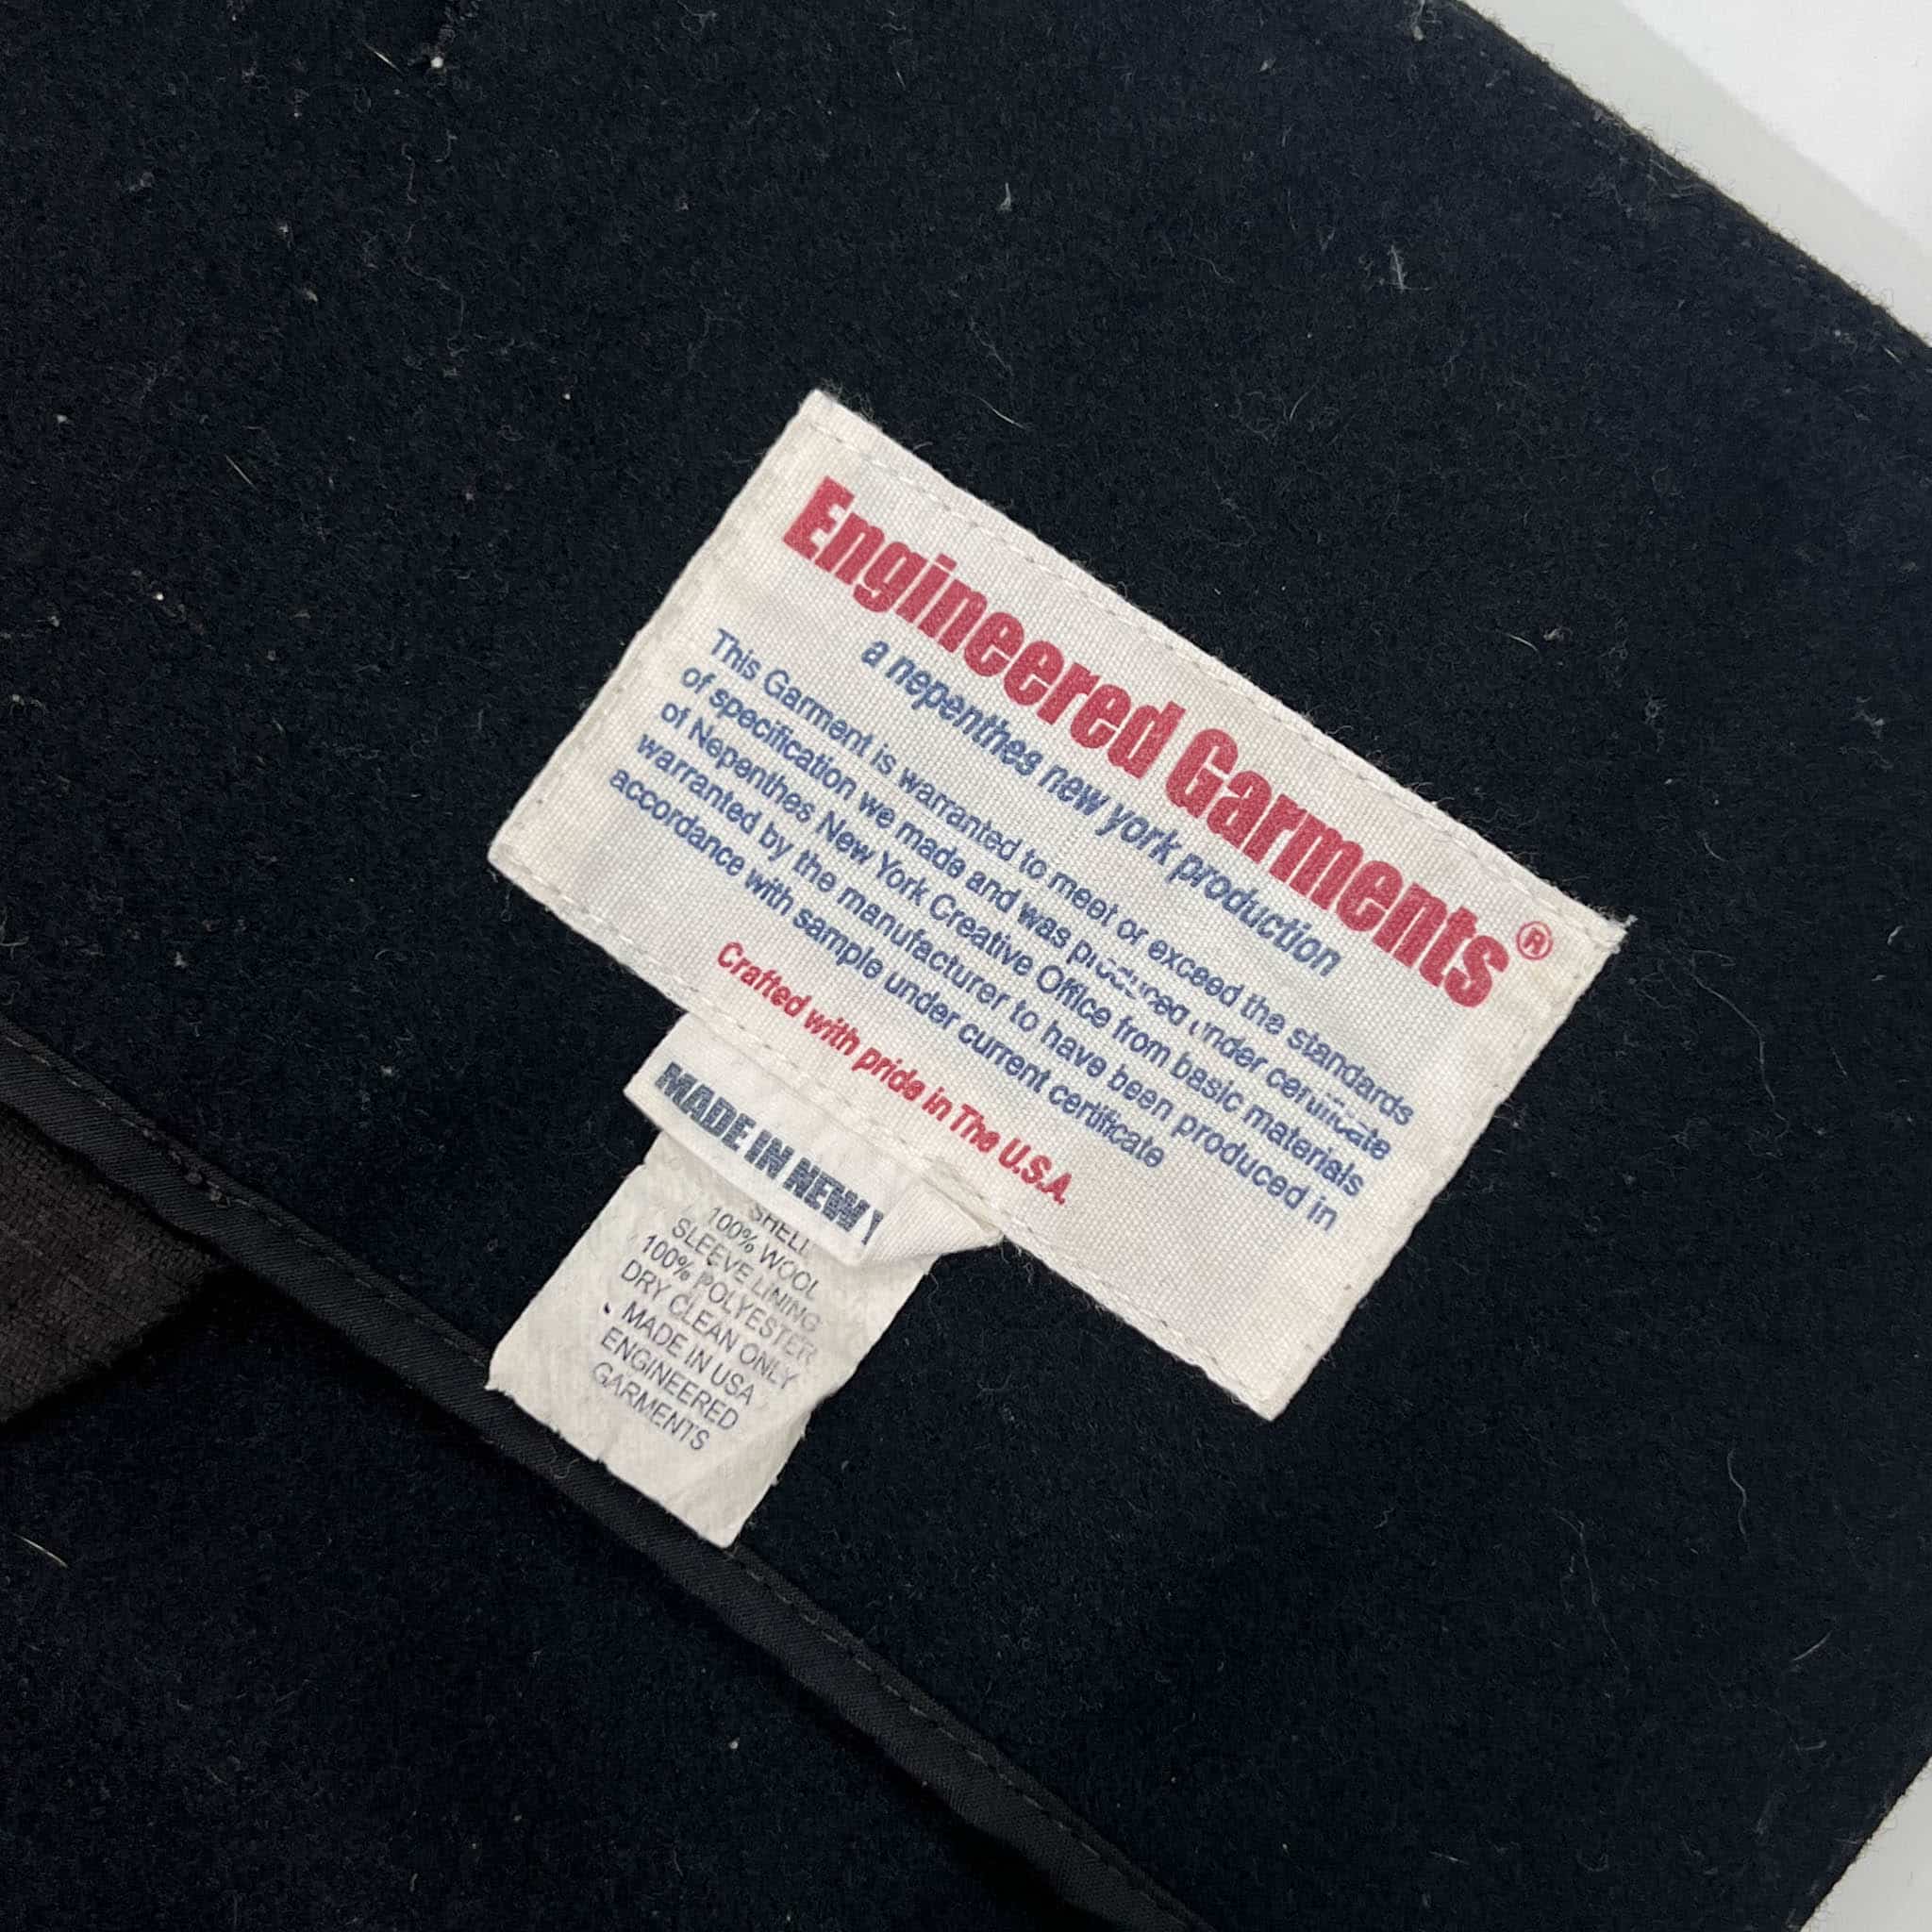 Engineered Garments®
a nepenthes new york production
This Garment is warranted to meet or exceed the standards
of specification we made and was produced under certificate
of Nepenthes New York Creative Office from basic materials
warranted by the manufacturer to have been produced in
accordance with sample under current certificate
Crafted with pride in The U.S.A.
MADE IN NEW
SHELL
100% WOOL
SLEEVE LINING
100% POLYESTER
DRY CLEAN ONLY
MADE IN USA
ENGINEERED
GARMENTS